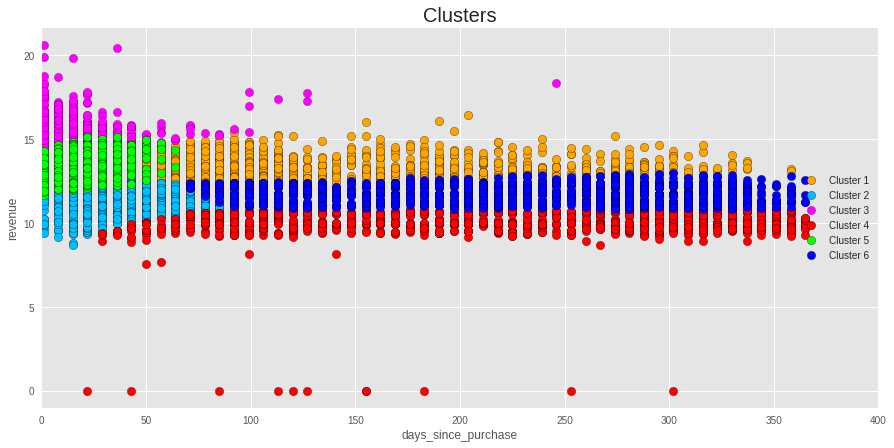 Clusters
20
15
10
5
0
revenue
Cluster 1
Cluster 2
Cluster 3
Cluster 4
Cluster 5
Cluster 6
0 50 100 150 200 250 300 350 400
days_since_purchase